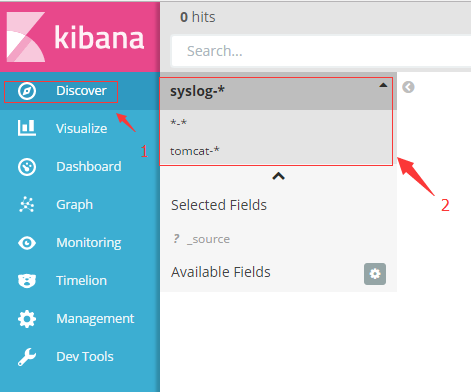 kibana
Discover
Visualize
Dashboard
Graph
Monitoring
Timelion
Management
Dev Tools
1
0 hits
Search...
syslog-*
*-*
tomcat-*
Selected Fields
? _source
Available Fields
2